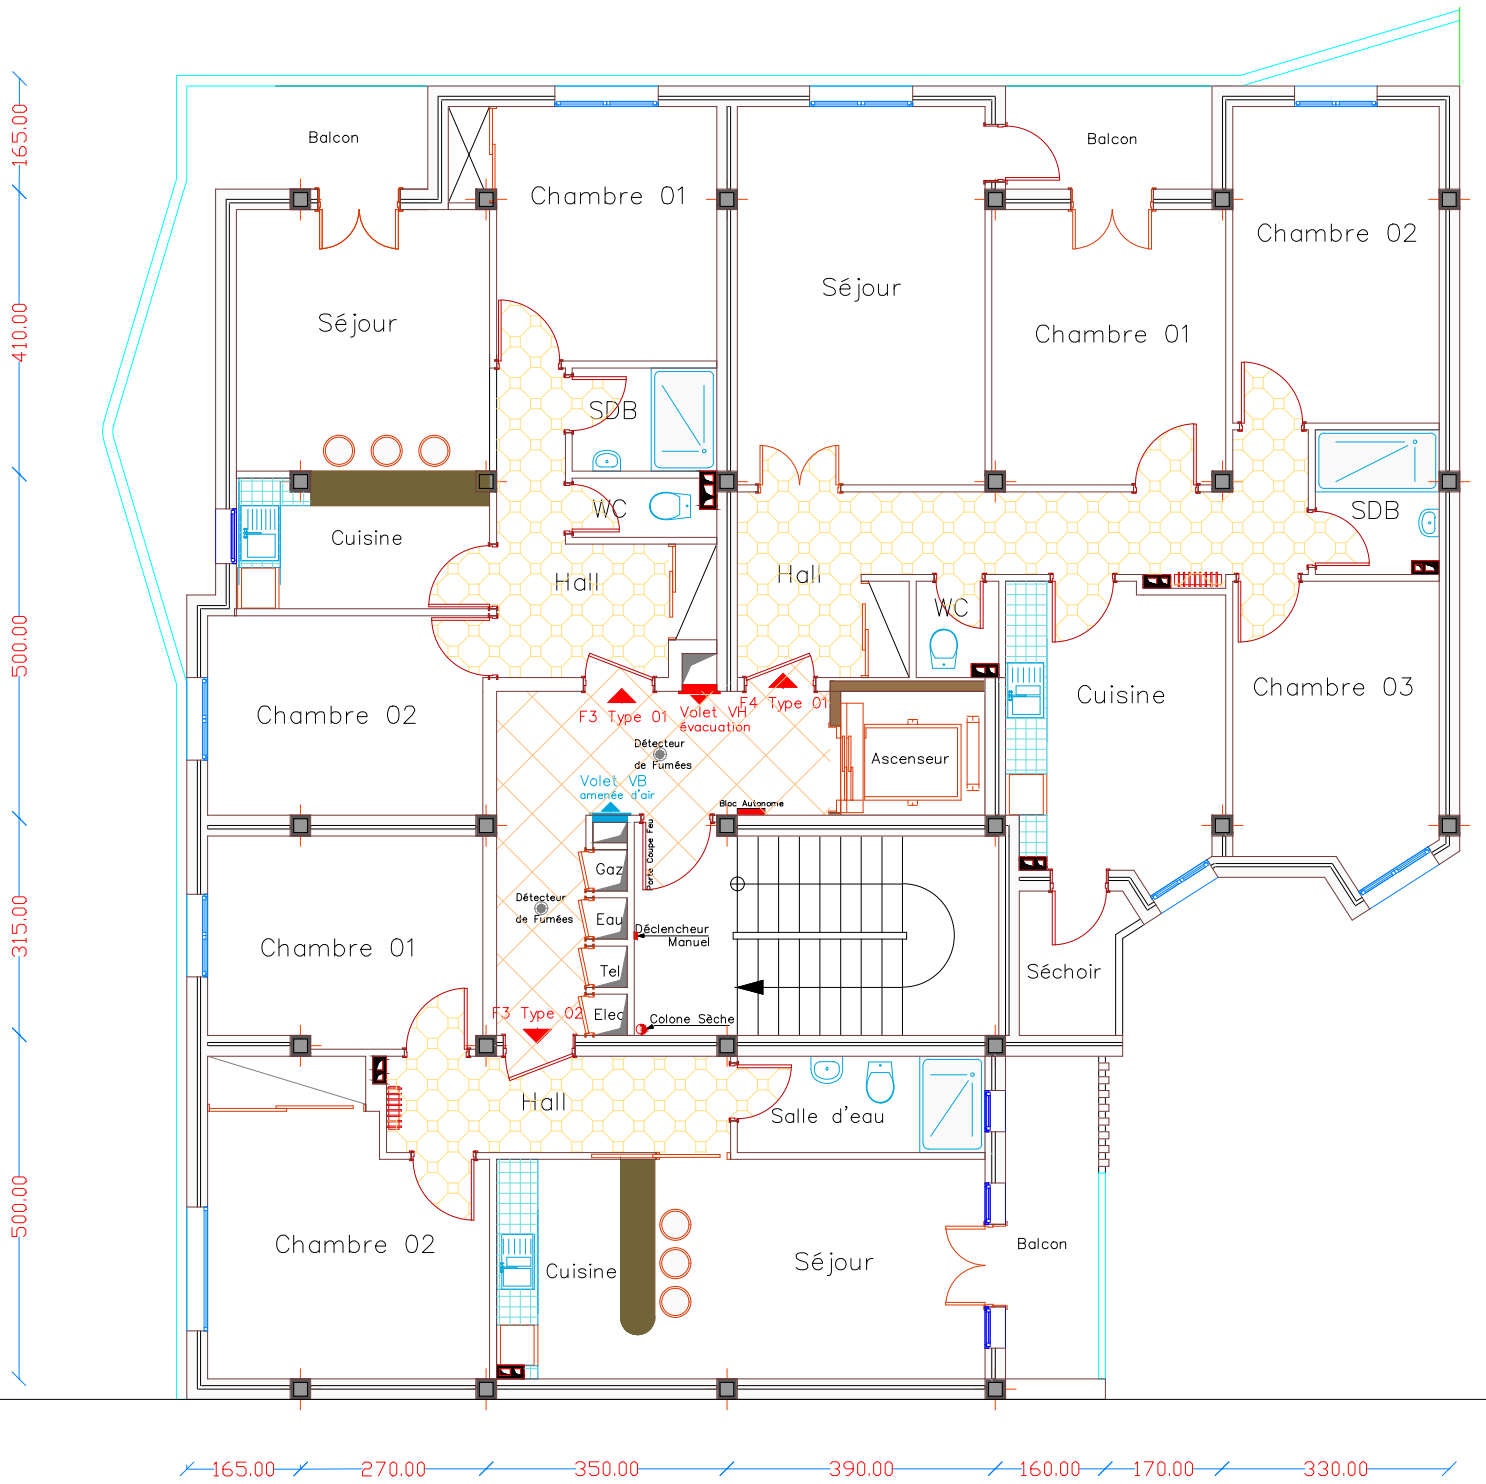 165.00
Balcon
Balcon
Chambre 01
Chambre 02
Séjour
410.00
Séjour
Chambre 01
SDB
WC
SDB
Cuisine
Hall
Hall
WC
500.00
Chambre 02
Cuisine
Chambre 03
F3 Type 01
Volet VH
évacuation
F4 Type 01
Détecteur
de Fumées
Ascenseur
Volet VB
amenée d'air
Bloc Autonome
Porte Coupe Feu
Gaz
Détecteur
de Fumées
Eau
Déclencheur
Manuel
315.00
Chambre 01
Tel
Séchoir
F3 Type 02
Elec
Colone Sèche
Hall
Salle d'eau
500.00
Chambre 02
Cuisine
Séjour
Balcon
165.00
270.00
350.00
390.00
160.00
170.00
330.00